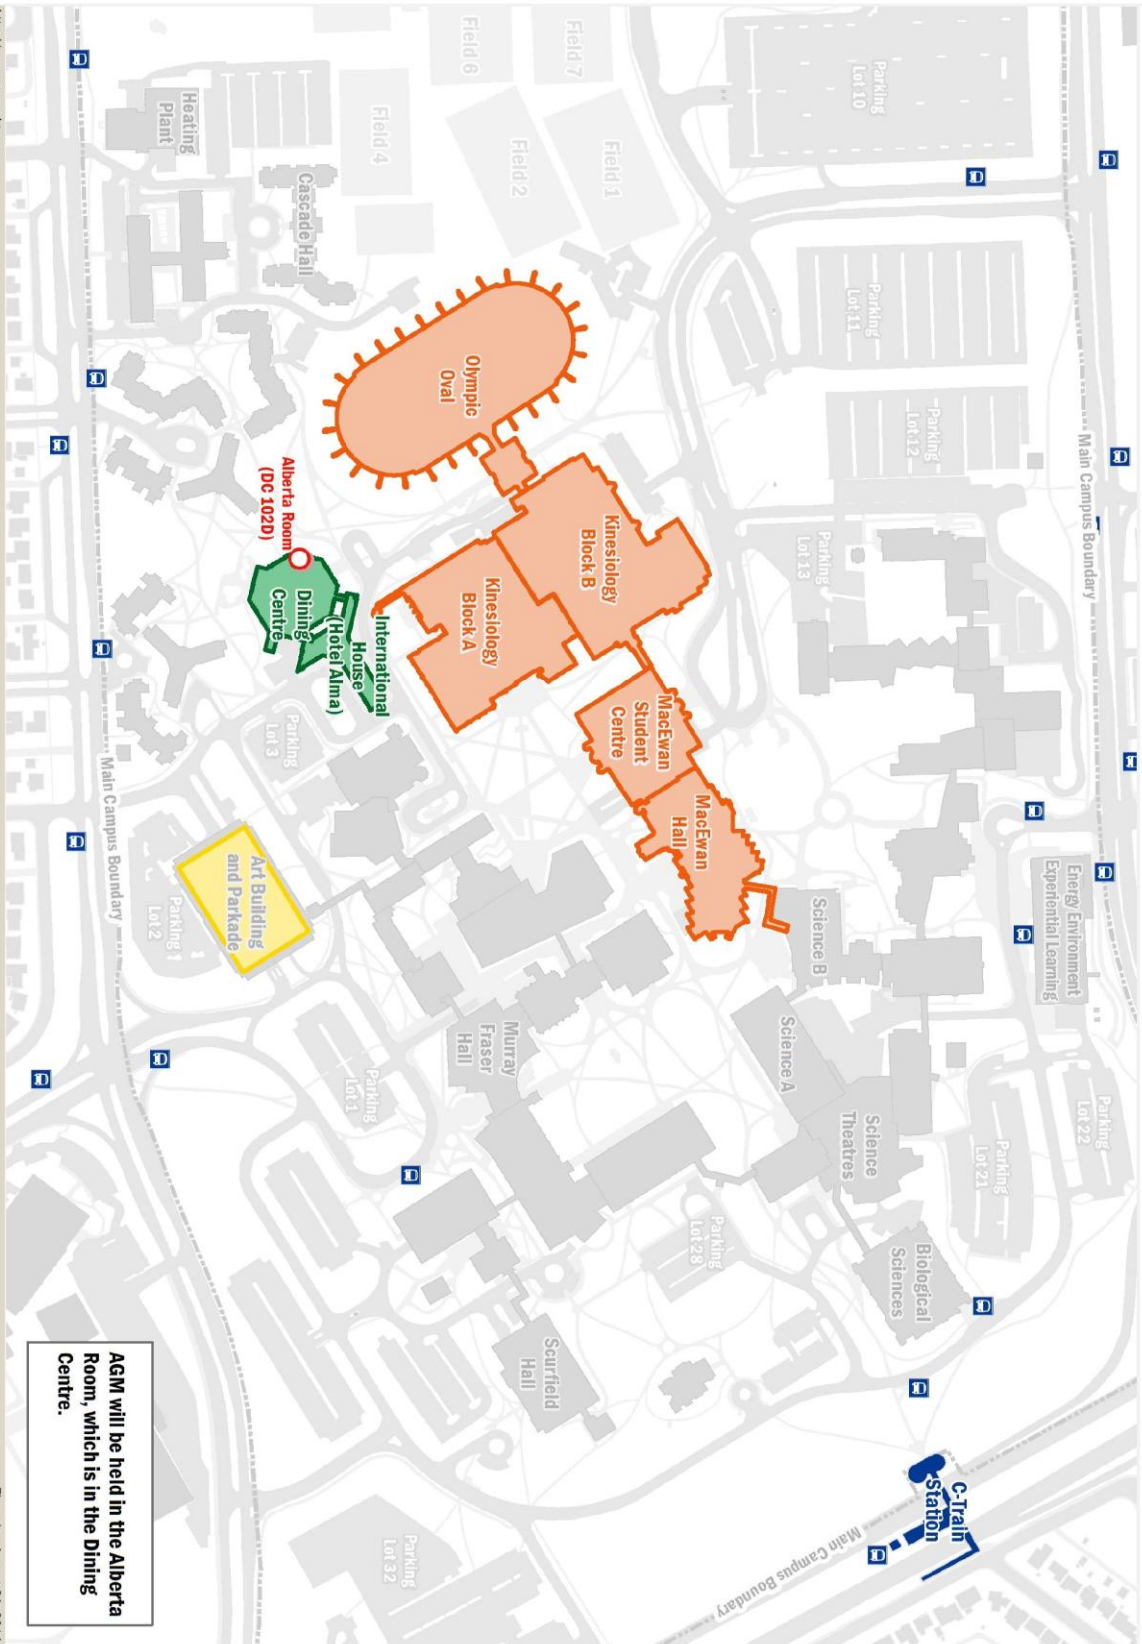 Main Campus Boundary
Parking
Lot 22
Energy Environment
Experiential Learning
Parking
Lot 21
C-Train
Station
Parking
Lot 12
Biological
Sciences
Parking
Lot 10
Parking
Lot 11
Science
Theatres
Main Campus Boundary
Parking
Lot 13
Science B
Science A
Parking
Lot 28
MacEwan
Hall
MacEwan
Student
Centre
Field 1
Kinesiology
Block B
Field 7
Scurfield
Hall
Field 2
Murray
Fraser
Hall
Kinesiology
Block A
Olympic
Oval
Field 6
Parking
Lot 32
Field 4
International
House
(Hotel Alma)
Parking
Lot 1
Cascade Hall
Dining
Centre
Parking
Lot 3
Alberta Room
(DC 102D)
Art Building
and Parkade
Heating
Plant
Parking
Lot 2
Main Campus Boundary
AGM will be held in the Alberta
Room, which is in the Dining
Centre.